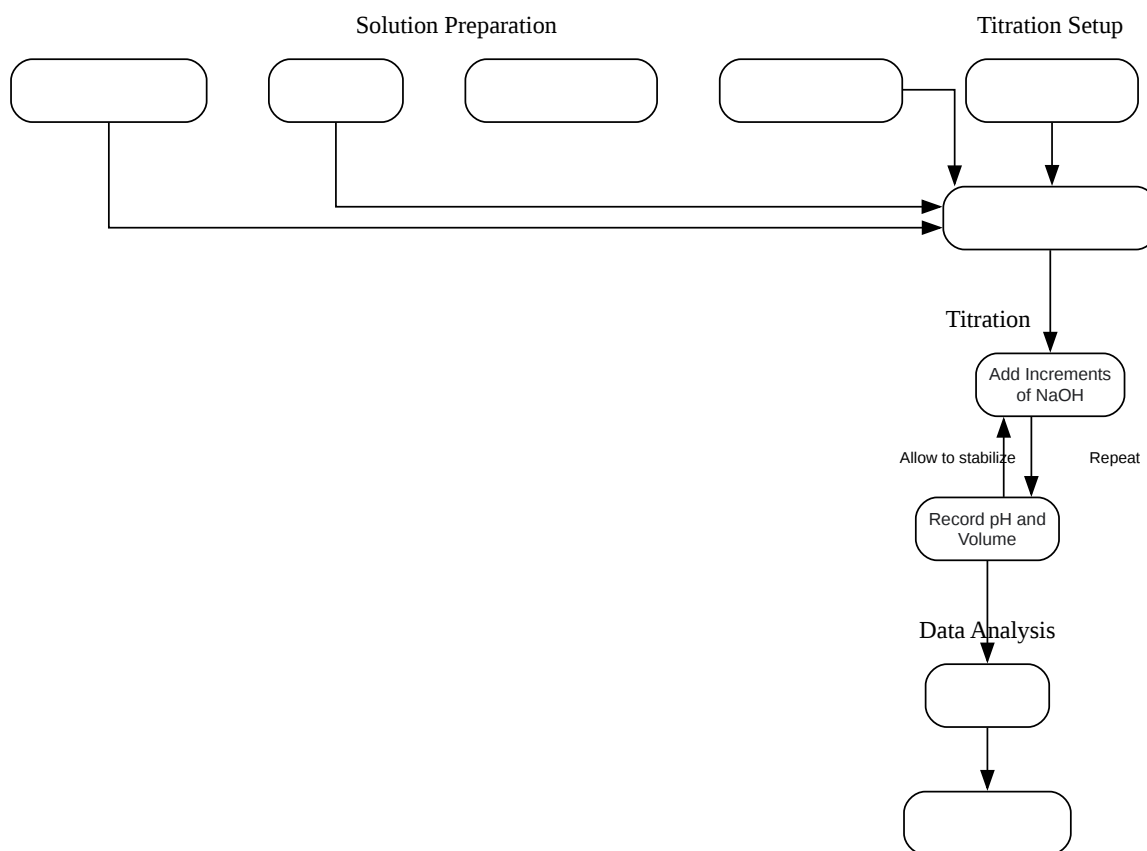 Solution Preparation
Titration Setup
Titration
Add Increments
of NaOH
Allow to stabilize
Repeat
Record pH and
Volume
Data Analysis